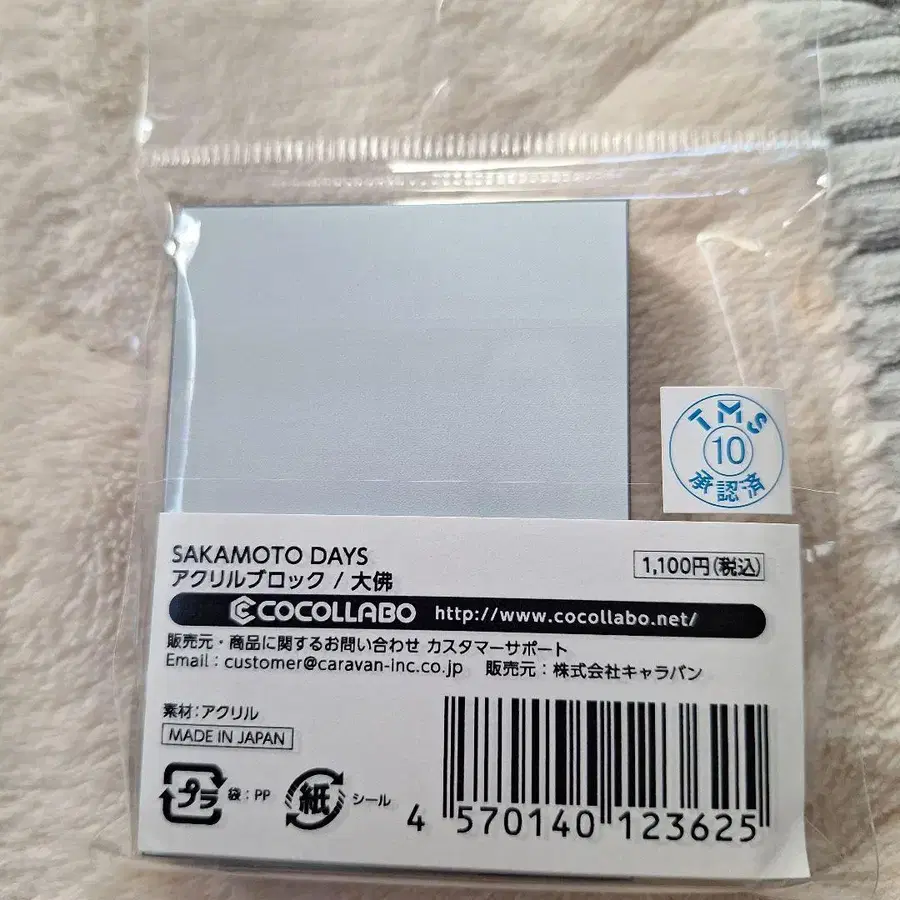 TMS
10
承認済
SAKAMOTO DAYS
アクリルブロック / 大佛
1,100円(税込)
COCOLLABO http://www.cocollabo.net/
販売元・商品に関するお問い合わせ カスタマーサポート
Email : customer@caravan-inc.co.jp 販売元 : 株式会社キャラバン
素材:アクリル
MADE IN JAPAN
プラ 袋:PP 紙 シール
4 570140 123625